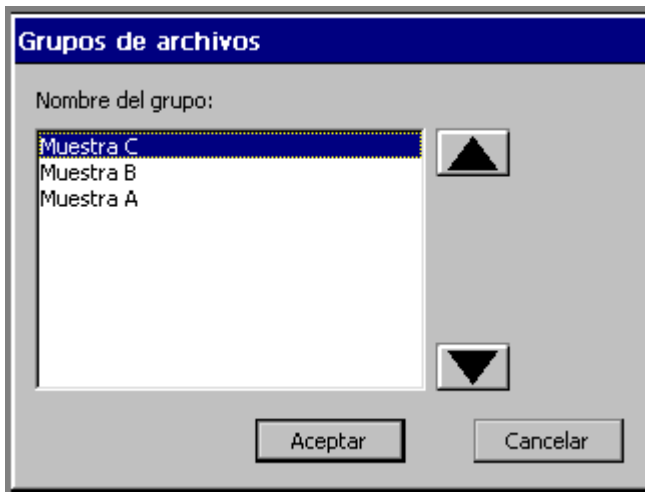 Grupos de archivos
Nombre del grupo:
Muestra C
Muestra B
Muestra A
Aceptar
Cancelar